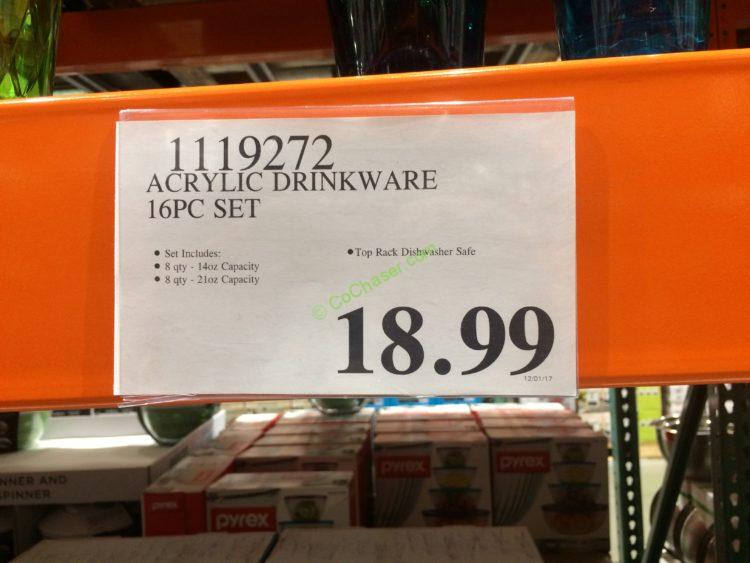 1119272
ACRYLIC DRINKWARE
16PC SET
• Set Includes:
• 8 qty - 14oz Capacity
• 8 qty - 21oz Capacity
• Top Rack Dishwasher Safe
© CoChaser.com
18.99
12/01/17
NNER AND
PINNER
pyrex
pyrex
pyrex